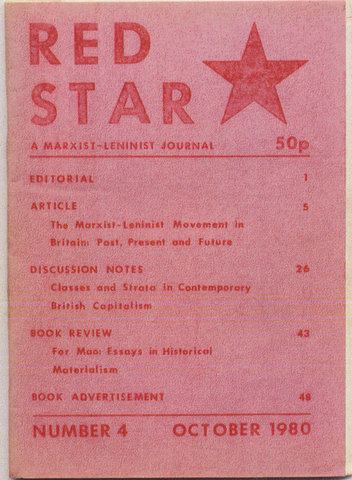 RED
STAR
A MARXIST-LENINIST JOURNAL 50p
EDITORIAL 1
ARTICLE 5
The Marxist-Leninist Movement in
Britain: Past, Present and Future
DISCUSSION NOTES 26
Classes and Strata in Contemporary
British Capitalism
BOOK REVIEW 43
For Mao: Essays in Historical
Materialism
BOOK ADVERTISEMENT 48
NUMBER 4 OCTOBER 1980